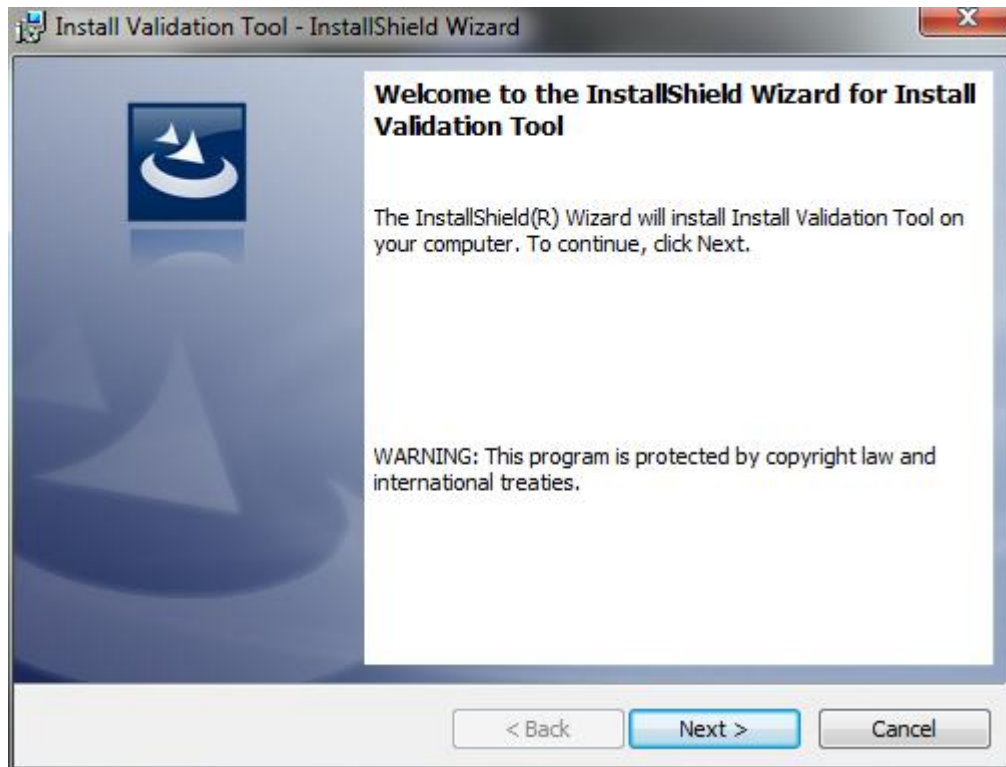 Install Validation Tool - InstallShield Wizard
Welcome to the InstallShield Wizard for Install
Validation Tool
The InstallShield(R) Wizard will install Install Validation Tool on
your computer. To continue, click Next.
WARNING: This program is protected by copyright law and
international treaties.
< Back Next > Cancel